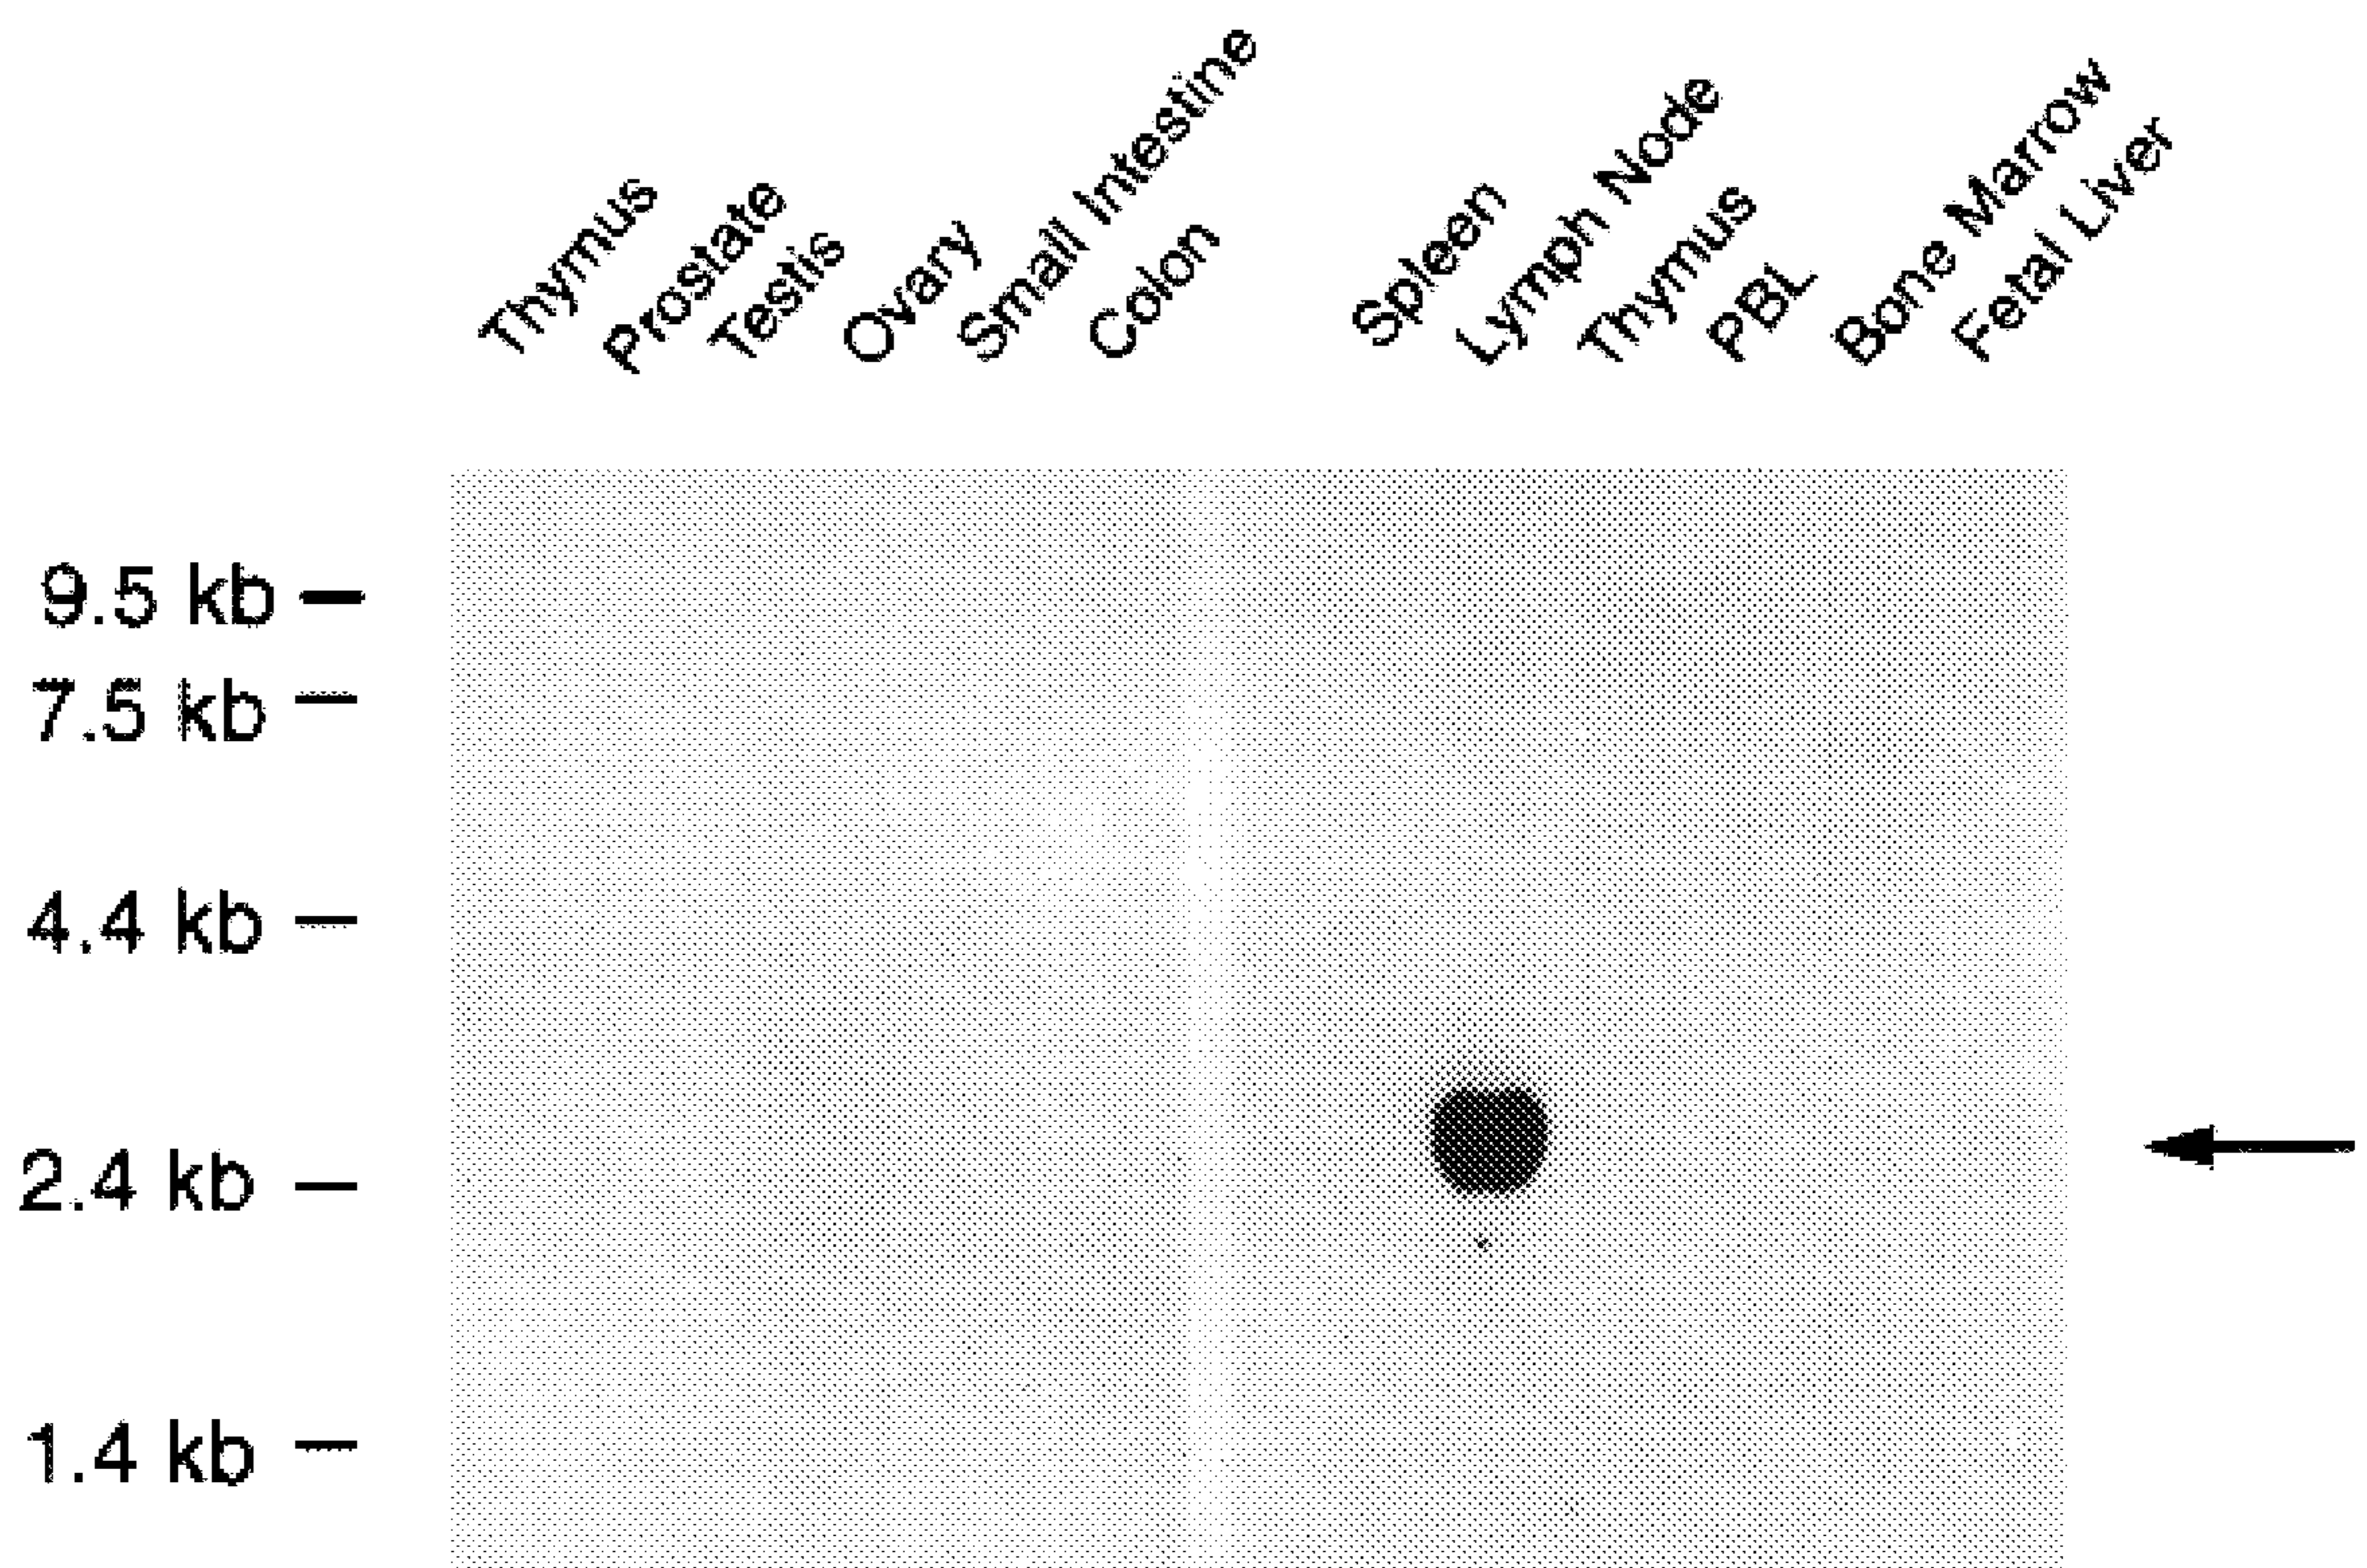 Thymus
Prostate
Testis
Ovary
Small Intestine
Colon
Spleen
Lymph Node
Thymus
PBL
Bone Marrow
Fetal Liver
9.5 kb
7.5 kb
4.4 kb
2.4 kb
1.4 kb